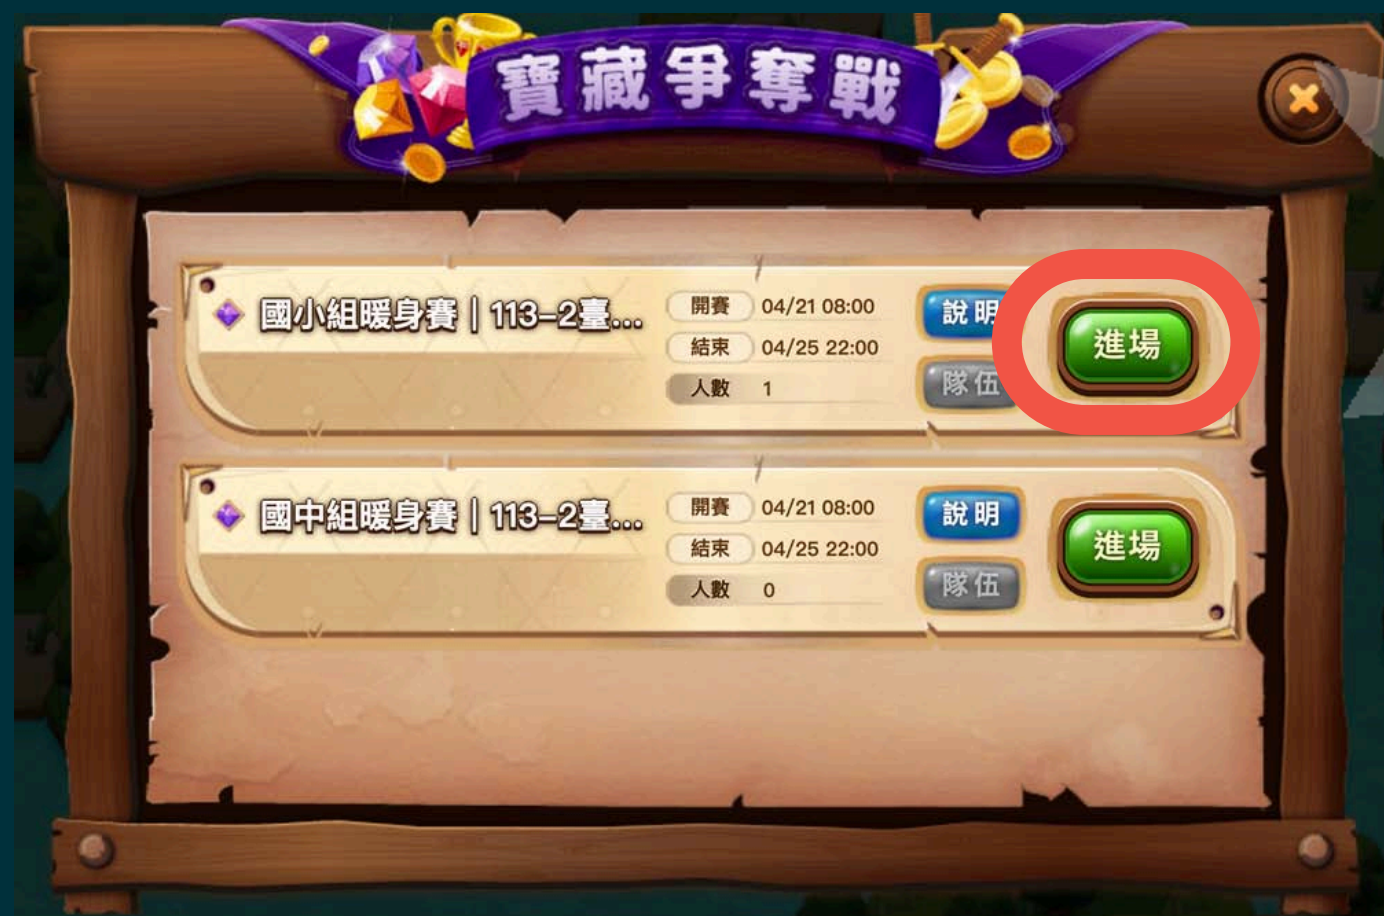 寶藏爭奪戰
國小組暖身賽｜113-2臺...
開賽 04/21 08:00
結束 04/25 22:00
人數 1
說明
隊伍
進場
國中組暖身賽｜113-2臺...
開賽 04/21 08:00
結束 04/25 22:00
人數 0
說明
隊伍
進場